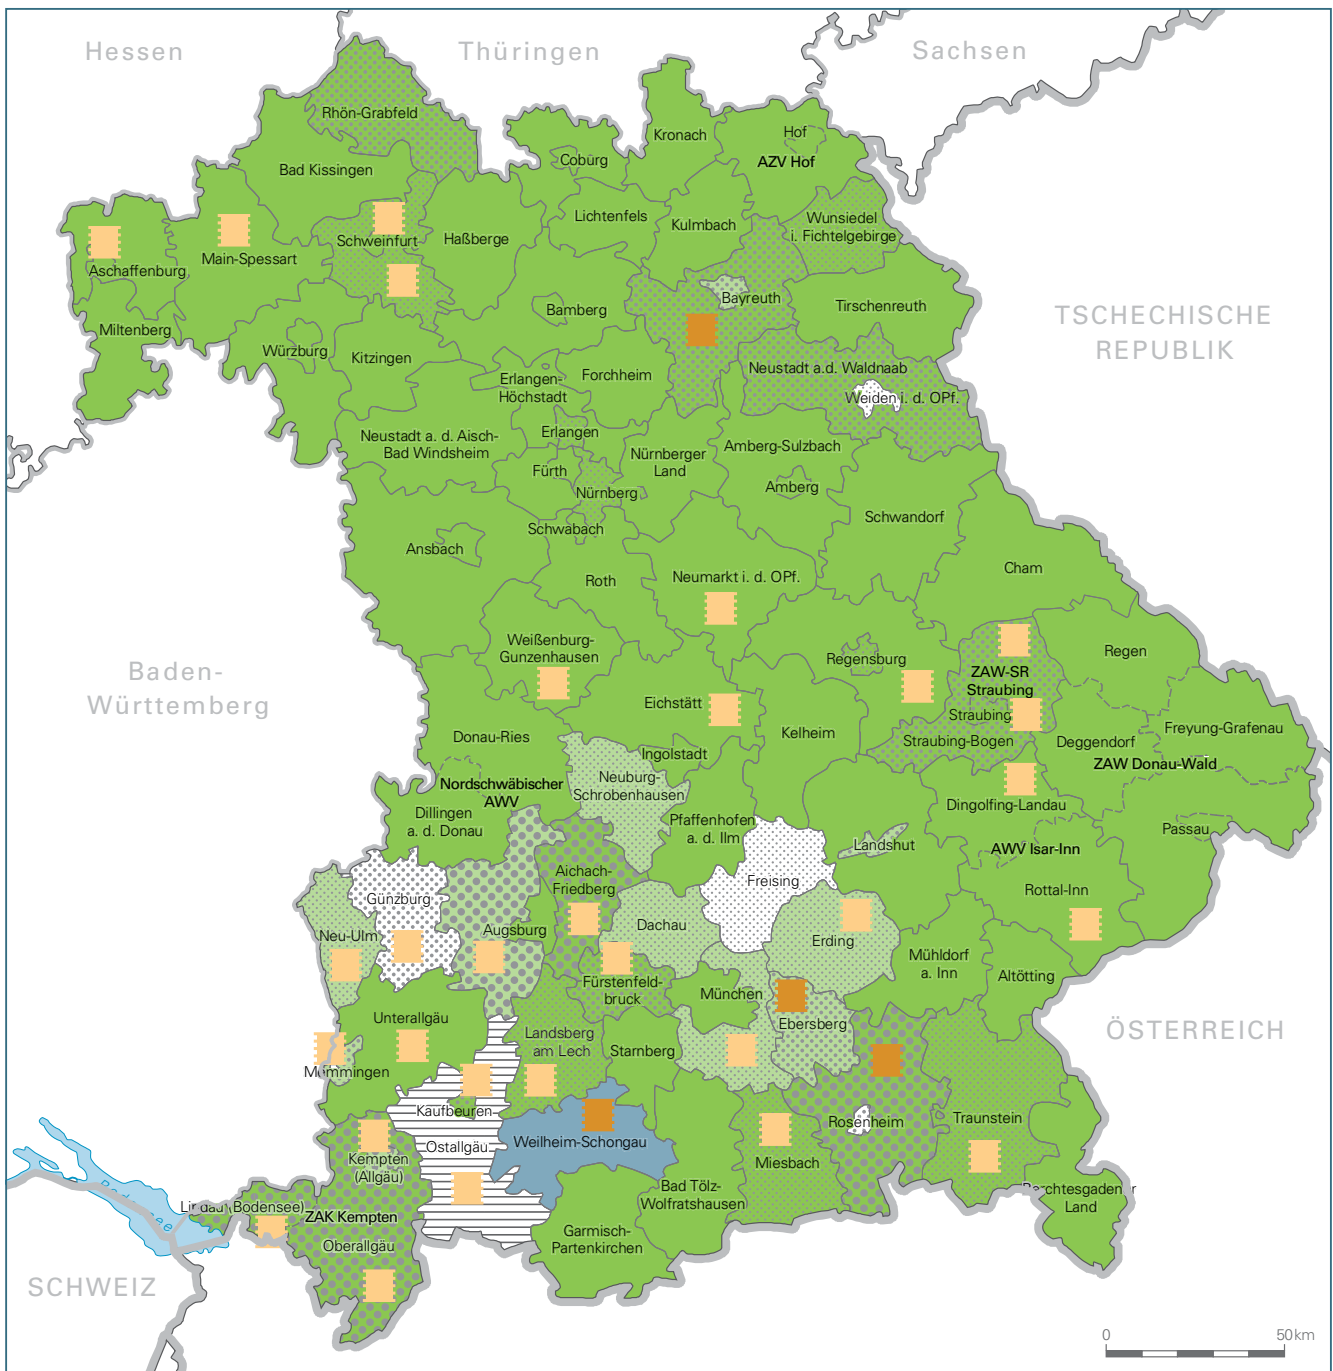 Hessen
Thüringen
Sachsen
Rhön-Grabfeld
Kronach
Hof
AZV Hof
Coburg
Bad Kissingen
Lichtenfels
Kulmbach
Wunsiedel
i. Fichtelgebirge
Schweinfurt
Haßberge
Main-Spessart
Aschaffenburg
Bayreuth
Tirschenreuth
TSCHECHISCHE
REPUBLIK
Bamberg
Miltenberg
Würzburg
Kitzingen
Forchheim
Erlangen-
Höchstadt
Neustadt a.d. Waldnaab
Weiden i. d. OPf.
Erlangen
Neustadt a. d. Aisch-
Bad Windsheim
Nürnberger
Land
Amberg-Sulzbach
Fürth
Nürnberg
Amberg
Schwandorf
Schwabach
Ansbach
Roth
Neumarkt i. d. OPf.
Cham
Weißenburg-
Gunzenhausen
Regensburg
Regen
ZAW-SR
Straubing
Baden-
Württemberg
Eichstätt
Straubing
Kelheim
Straubing-Bogen
Deggendorf
Freyung-Grafenau
ZAW Donau-Wald
Donau-Ries
Ingolstadt
Neuburg-
Schrobenhausen
Nordschwäbischer
AWV
Dillingen
a. d. Donau
Dingolfing-Landau
Pfaffenhofen
a. d. Ilm
Passau
Landshut
AWV Isar-Inn
Aichach-
Friedberg
Freising
Rottal-Inn
Günzburg
Dachau
Augsburg
Neu-Ulm
Erding
Mühldorf
a. Inn
Altötting
Fürstenfeld-
bruck
München
Ebersberg
Unterallgäu
Landsberg
am Lech
Starnberg
ÖSTERREICH
Memmingen
Kaufbeuren
Ostallgäu
Weilheim-Schongau
Rosenheim
Traunstein
Miesbach
Kempten
(Allgäu)
Bad Tölz-
Wolfratshausen
Berchtesgadener
Land
Lindau (Bodensee)
Bodensee
ZAK Kempten
Oberallgäu
Garmisch-
Partenkirchen
SCHWEIZ
0 50 km